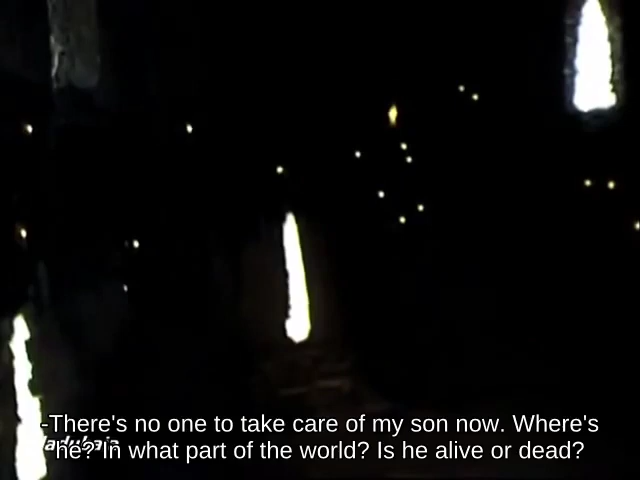 -There's no one to take care of my son now. Where's
he? In what part of the world? Is he alive or dead?